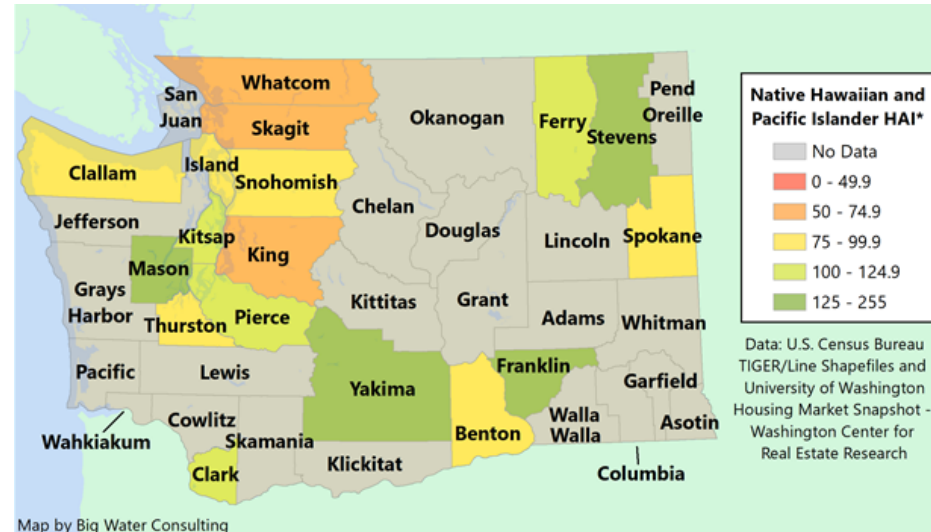 Whatcom
San
Juan
Skagit
Okanogan
Ferry
Stevens
Pend
Oreille
Island
Clallam
Snohomish
Chelan
Jefferson
Kitsap
Douglas
Lincoln
Spokane
King
Mason
Grays
Harbor
Kittitas
Grant
Thurston
Pierce
Adams
Whitman
Pacific
Lewis
Yakima
Franklin
Garfield
Cowlitz
Skamania
Benton
Walla
Walla
Asotin
Wahkiakum
Clark
Klickitat
Columbia
Native Hawaiian and
Pacific Islander HAI*
No Data
0 - 49.9
50 - 74.9
75 - 99.9
100 - 124.9
125 - 255
Data: U.S. Census Bureau
TIGER/Line Shapefiles and
University of Washington
Housing Market Snapshot -
Washington Center for
Real Estate Research
Map by Big Water Consulting